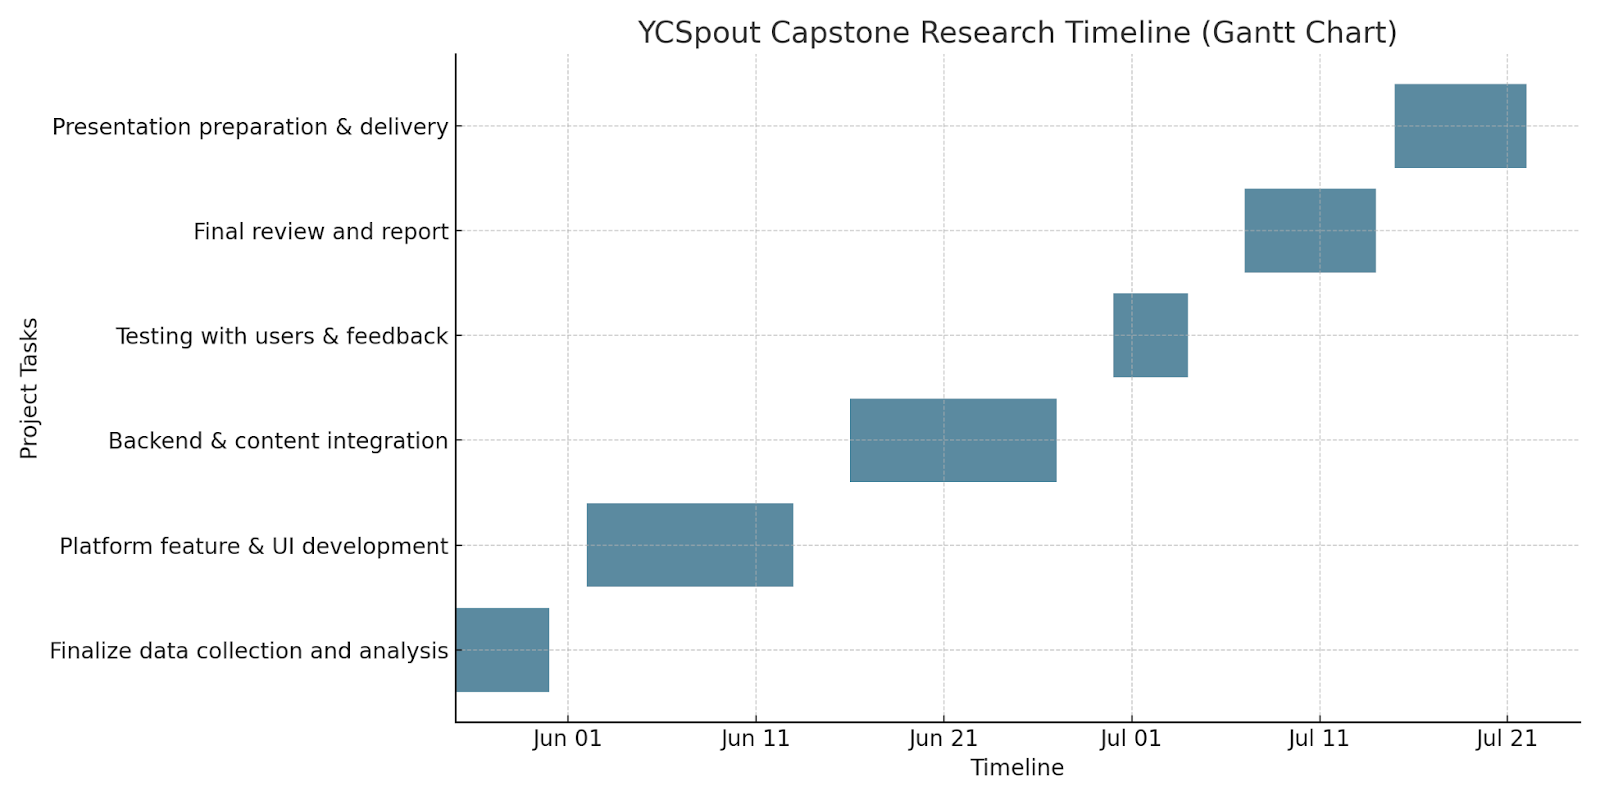 YCSpout Capstone Research Timeline (Gantt Chart)
Project Tasks
Presentation preparation & delivery
Final review and report
Testing with users & feedback
Backend & content integration
Platform feature & UI development
Finalize data collection and analysis
Jun 01 Jun 11 Jun 21 Jul 01 Jul 11 Jul 21
Timeline